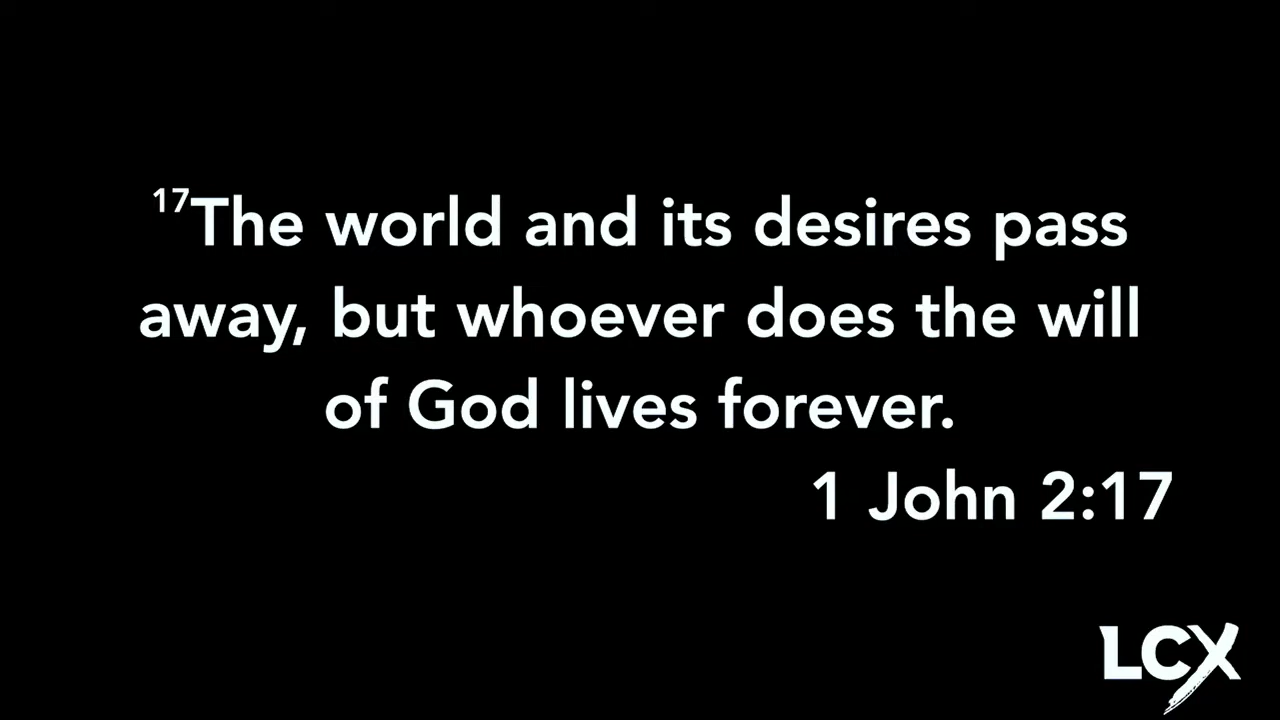 17The world and its desires pass
away, but whoever does the will
of God lives forever.
1 John 2:17
LCX